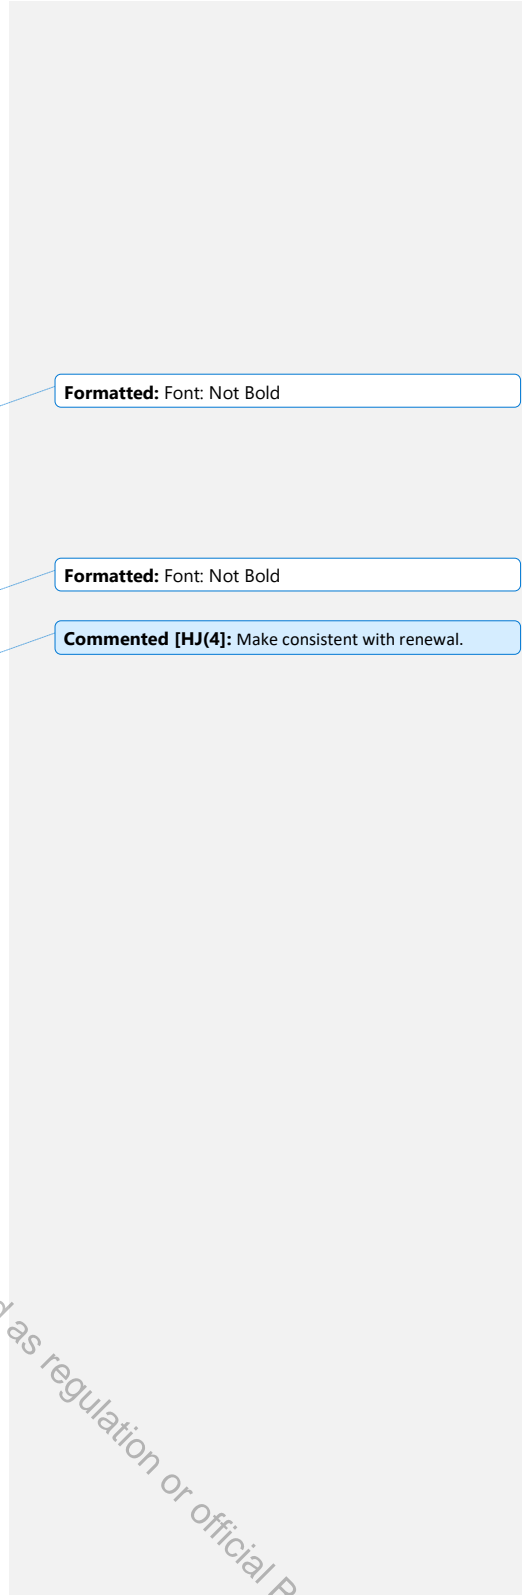 Formatted: Font: Not Bold
Formatted: Font: Not Bold
Commented [HJ(4]: Make consistent with renewal.
as regulation or official